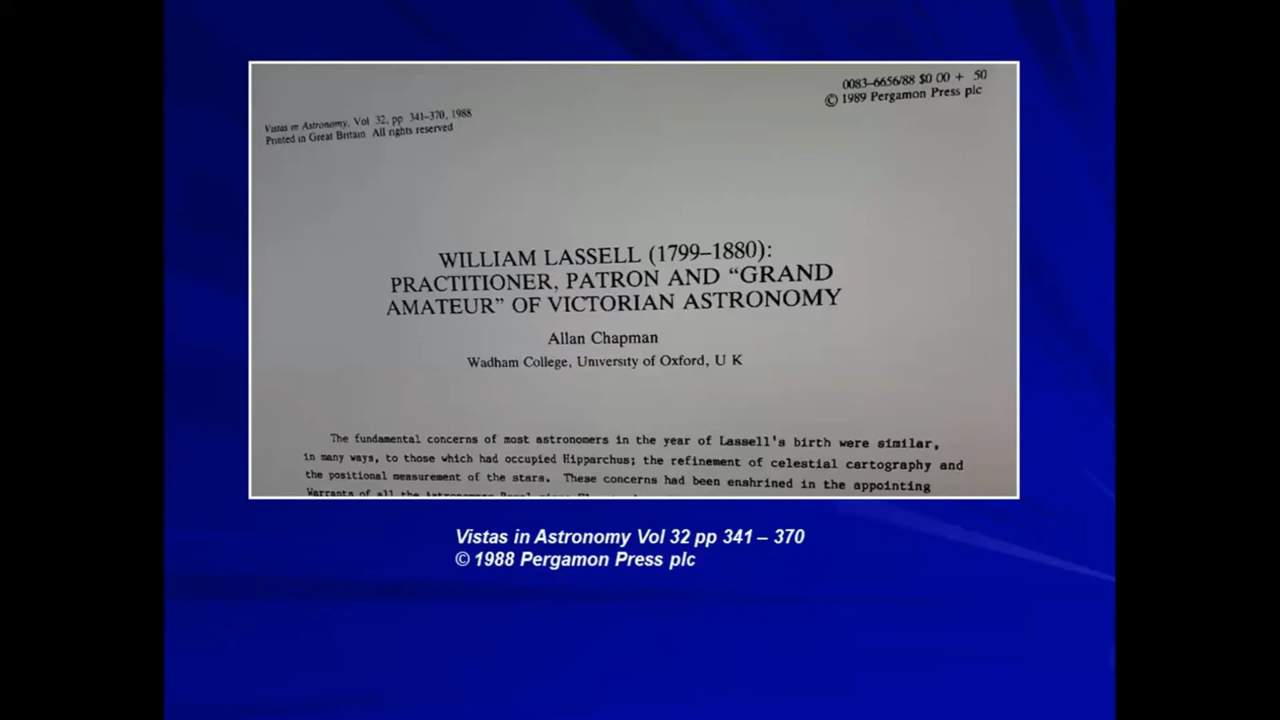 0083–6656/88 $0 00 + 50
© 1989 Pergamon Press plc
Vistas in Astronomy, Vol 32, pp 341–370, 1988
Printed in Great Britain All rights reserved
WILLIAM LASSELL (1799–1880):
PRACTITIONER, PATRON AND “GRAND
AMATEUR” OF VICTORIAN ASTRONOMY
Allan Chapman
Wadham College, University of Oxford, U K
The fundamental concerns of most astronomers in the year of Lassell's birth were similar,
in many ways, to those which had occupied Hipparchus; the refinement of celestial cartography and
the positional measurement of the stars. These concerns had been enshrined in the appointing
Warrants of all the Astronomer
Vistas in Astronomy Vol 32 pp 341 – 370
© 1988 Pergamon Press plc